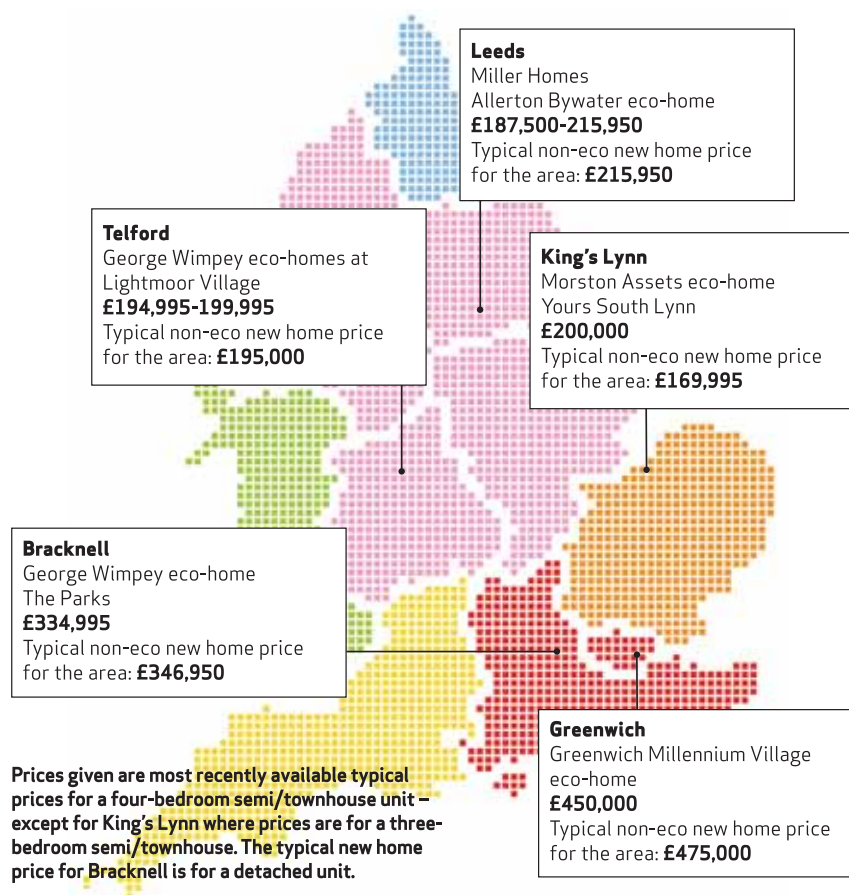 Leeds
Miller Homes
Allerton Bywater eco-home
£187,500-215,950
Typical non-eco new home price
for the area: £215,950
Telford
George Wimpey eco-homes at
Lightmoor Village
£194,995-199,995
Typical non-eco new home price
for the area: £195,000
King's Lynn
Morston Assets eco-home
Yours South Lynn
£200,000
Typical non-eco new home price
for the area: £169,995
Bracknell
George Wimpey eco-home
The Parks
£334,995
Typical non-eco new home price
for the area: £346,950
Greenwich
Greenwich Millennium Village
eco-home
£450,000
Typical non-eco new home price
for the area: £475,000
Prices given are most recently available typical
prices for a four-bedroom semi/townhouse unit –
except for King's Lynn where prices are for a three-
bedroom semi/townhouse. The typical new home
price for Bracknell is for a detached unit.